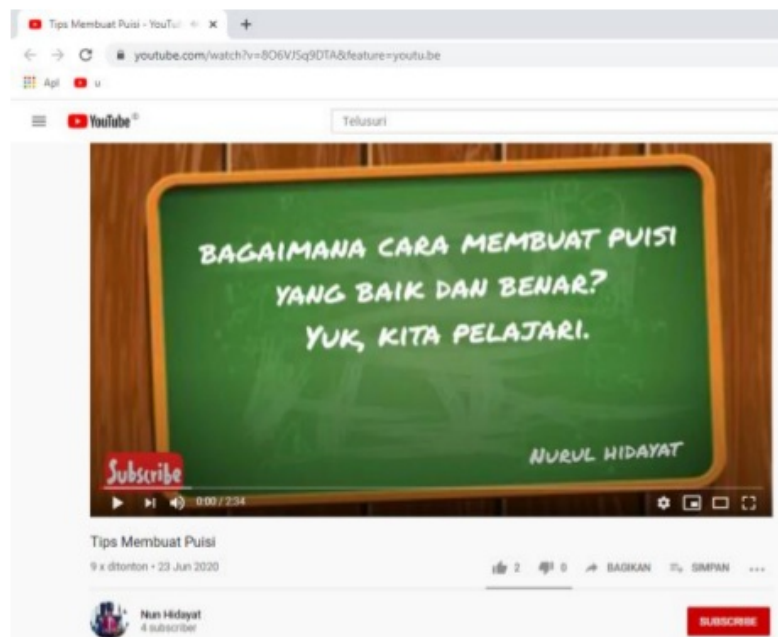 Tips Membuat Puisi - YouTu
youtube.com/watch?v=8O6VJSq9DTA&feature=youtu.be
Apl u
YouTube
Telusuri
BAGAIMANA CARA MEMBUAT PUISI
YANG BAIK DAN BENAR?
YUK, KITA PELAJARI.
NURUL HIDAYAT
Subscribe
0:00 / 2:34
Tips Membuat Puisi
9 x ditonton • 23 Jun 2020
2 0 BAGIKAN SIMPAN ...
Nun Hidayat
4 subscriber
SUBSCRIBE